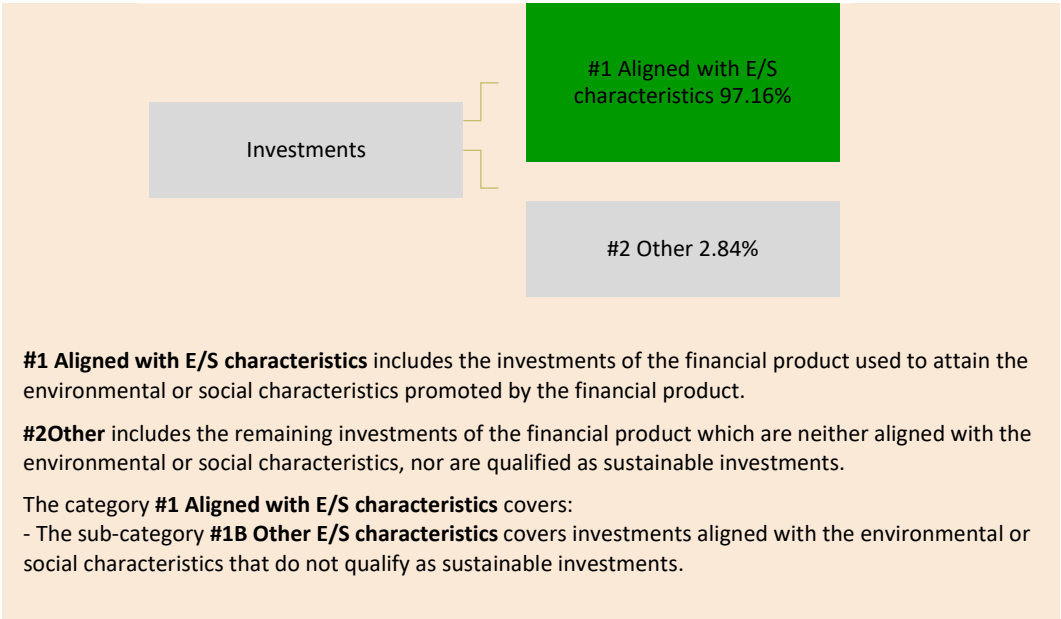 #1 Aligned with E/S
characteristics 97.16%
Investments
#2 Other 2.84%
#1 Aligned with E/S characteristics includes the investments of the financial product used to attain the
environmental or social characteristics promoted by the financial product.
#2Other includes the remaining investments of the financial product which are neither aligned with the
environmental or social characteristics, nor are qualified as sustainable investments.
The category #1 Aligned with E/S characteristics covers:
- The sub-category #1B Other E/S characteristics covers investments aligned with the environmental or
social characteristics that do not qualify as sustainable investments.